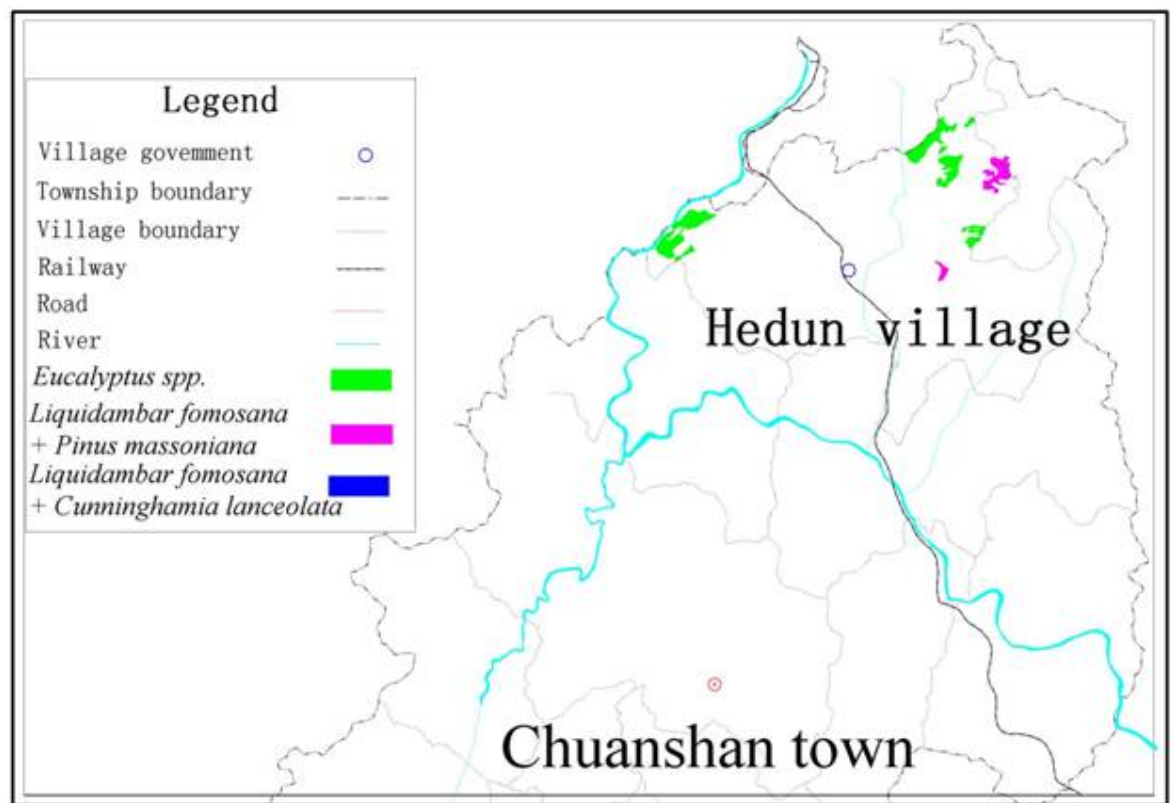 Legend
Village govemment
Township boundary
Village boundary
Railway
Road
River
Eucalyptus spp.
Liquidambar fomosana
+ Pinus massoniana
Liquidambar fomosana
+ Cunninghamia lanceolata
Hedun village
Chuanshan town